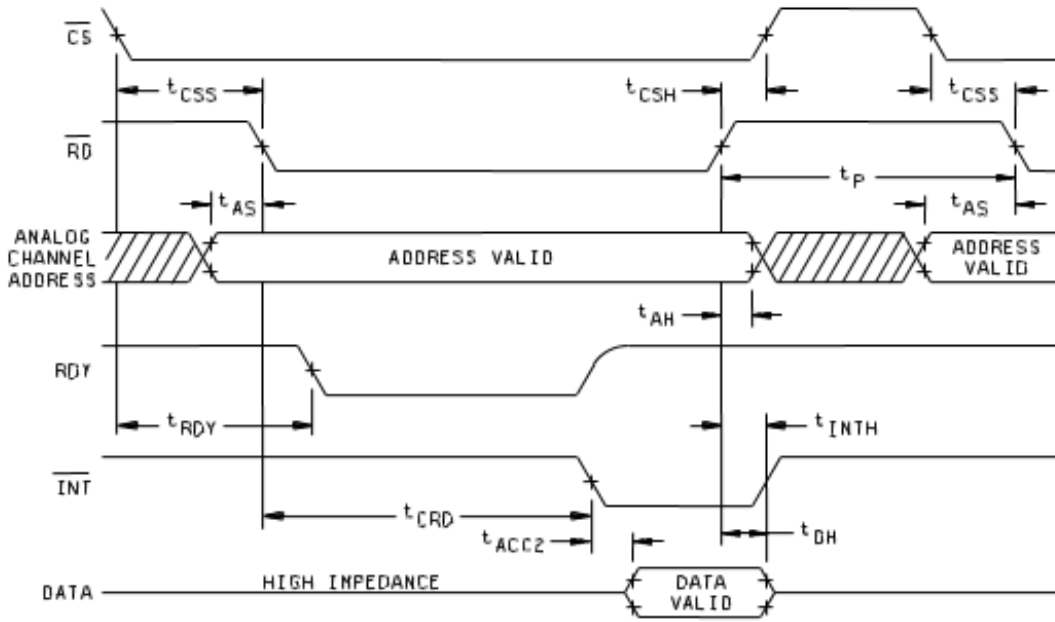 CS
tCSS
tCSH
tCSS
RD
tP
tAS
tAS
ANALOG
CHANNEL
ADDRESS
ADDRESS VALID
ADDRESS
VALID
tAH
RDY
tRDY
tINTH
INT
tCRD
tACC2
tDH
DATA
HIGH IMPEDANCE
DATA
VALID